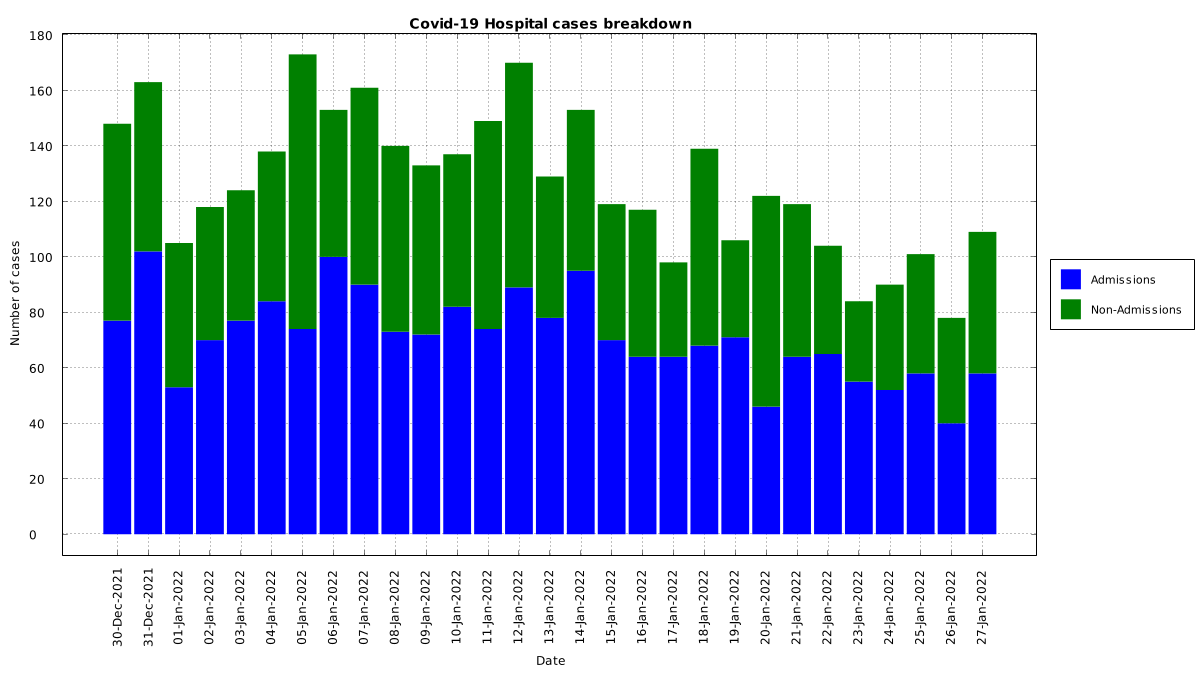 Covid-19 Hospital cases breakdown
180
160
140
120
100
80
60
40
20
0
Number of cases
Admissions
Non-Admissions
30-Dec-2021
31-Dec-2021
01-Jan-2022
02-Jan-2022
03-Jan-2022
04-Jan-2022
05-Jan-2022
06-Jan-2022
07-Jan-2022
08-Jan-2022
09-Jan-2022
10-Jan-2022
11-Jan-2022
12-Jan-2022
13-Jan-2022
14-Jan-2022
15-Jan-2022
16-Jan-2022
17-Jan-2022
18-Jan-2022
19-Jan-2022
20-Jan-2022
21-Jan-2022
22-Jan-2022
23-Jan-2022
24-Jan-2022
25-Jan-2022
26-Jan-2022
27-Jan-2022
Date